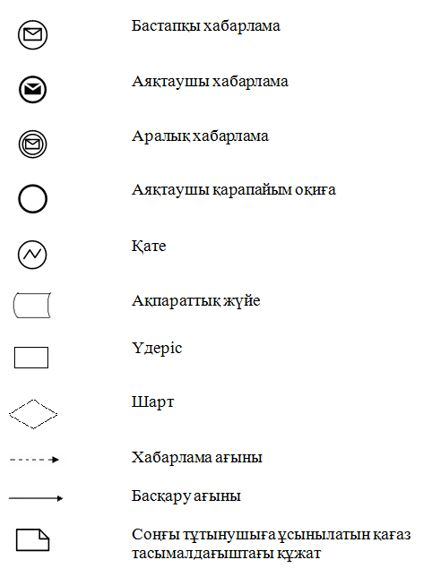 Бастапқы хабарлама
Аяқтаушы хабарлама
Аралық хабарлама
Аяқтаушы қарапайым оқиға
Қате
Ақпараттық жүйе
Үдеріс
Шарт
Хабарлама ағыны
Басқару ағыны
Соңғы тұтынушыға ұсынылатын қағаз
тасымалдағыштағы құжат